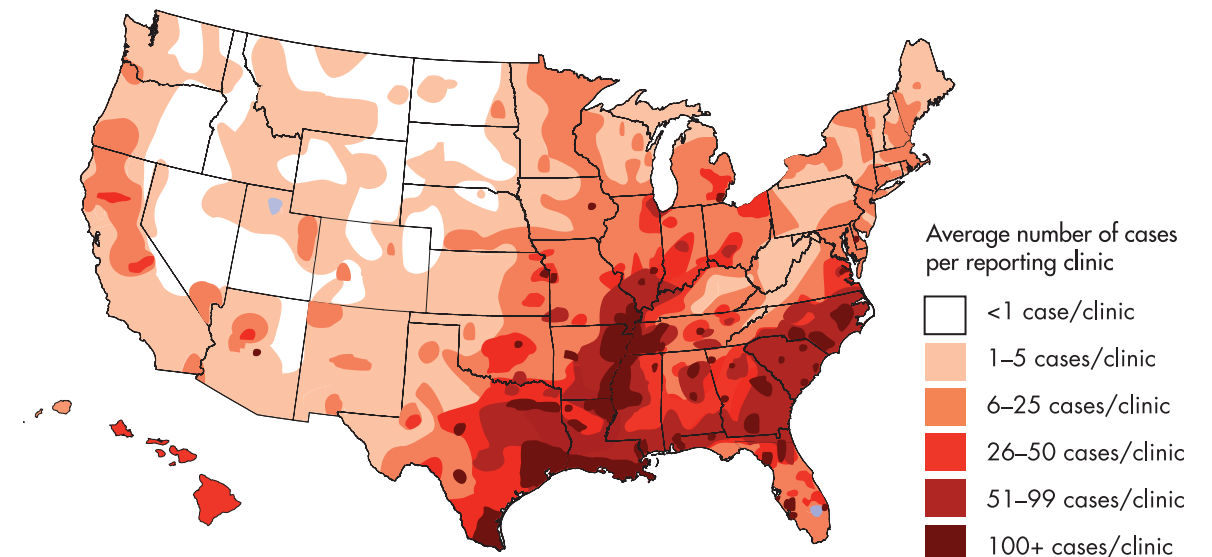 Average number of cases
per reporting clinic
<1 case/clinic
1–5 cases/clinic
6–25 cases/clinic
26–50 cases/clinic
51–99 cases/clinic
100+ cases/clinic